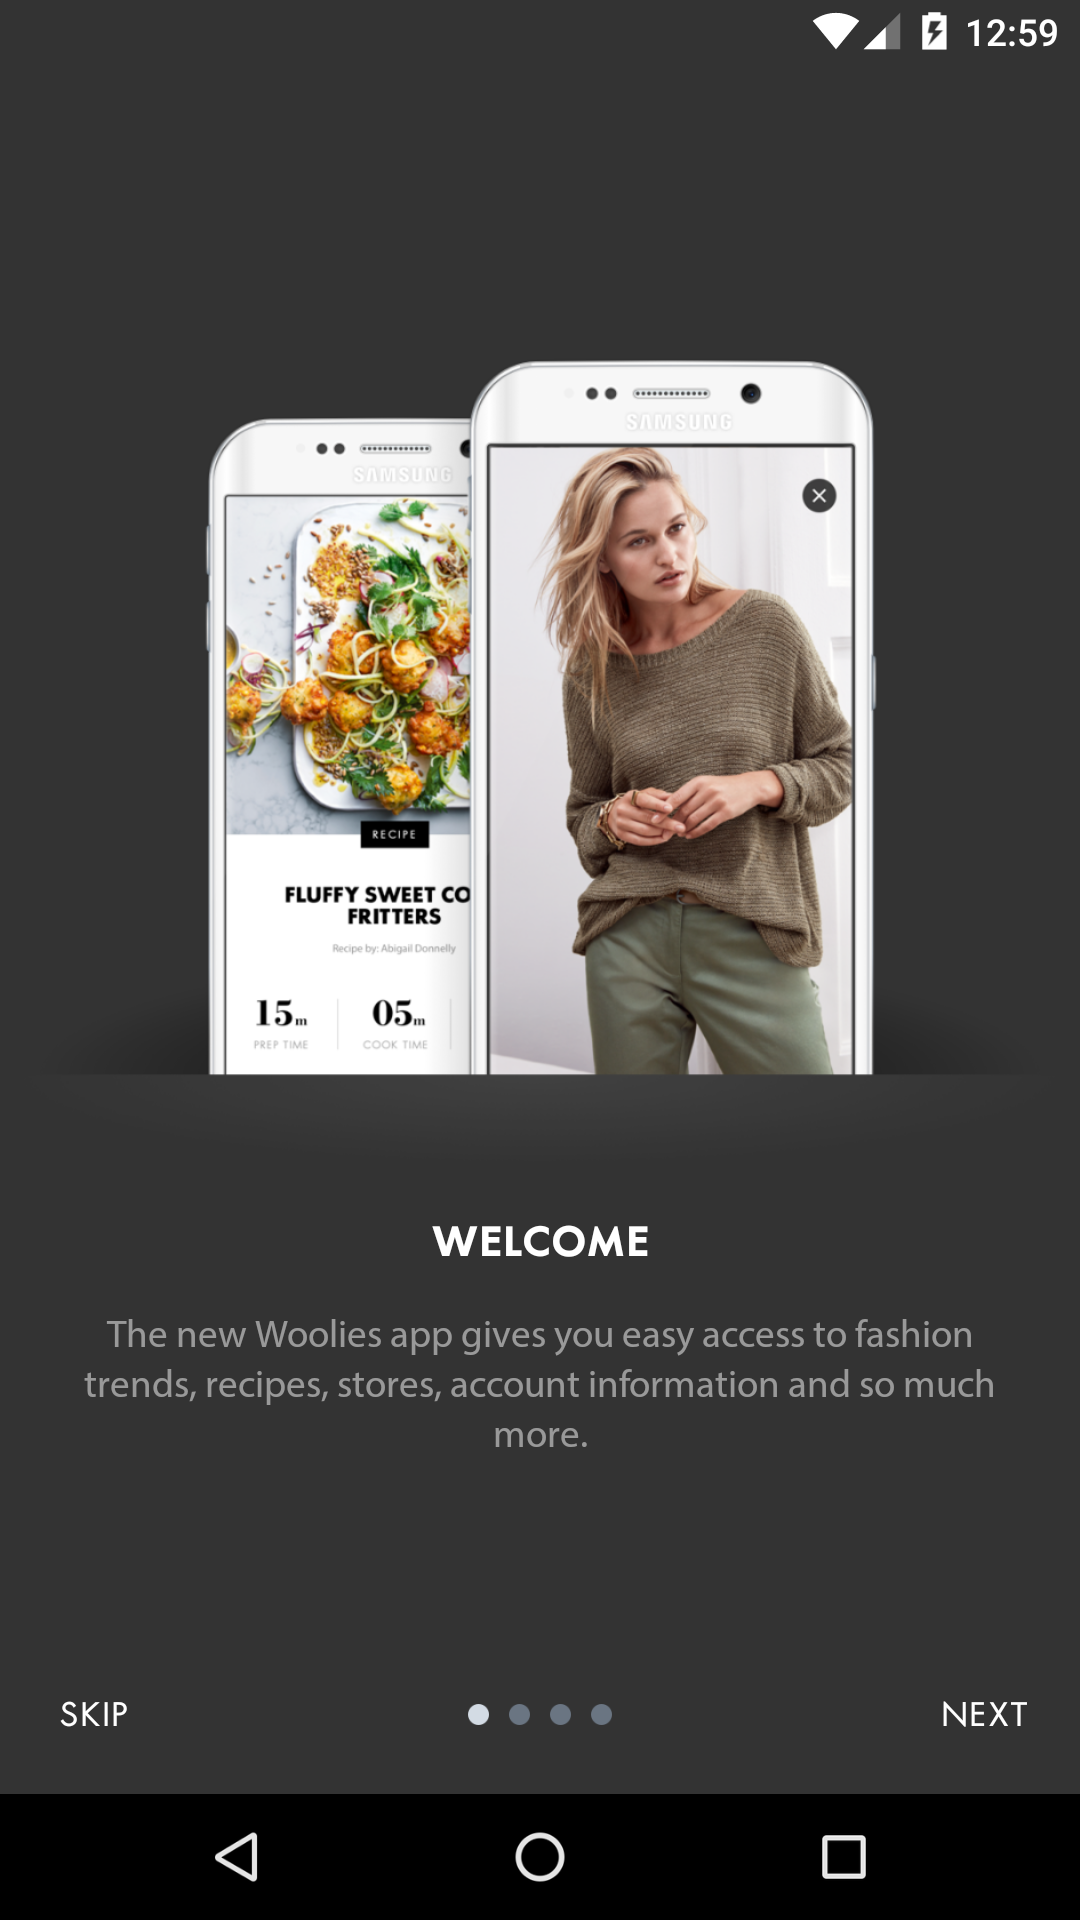 12:59
SAMSUNG
SAMSUNG
RECIPE
FLUFFY SWEET CO
FRITTERS
Recipe by: Abigail Donnelly
15m
05m
PREP TIME
COOK TIME
WELCOME
The new Woolies app gives you easy access to fashion
trends, recipes, stores, account information and so much
more.
SKIP
NEXT